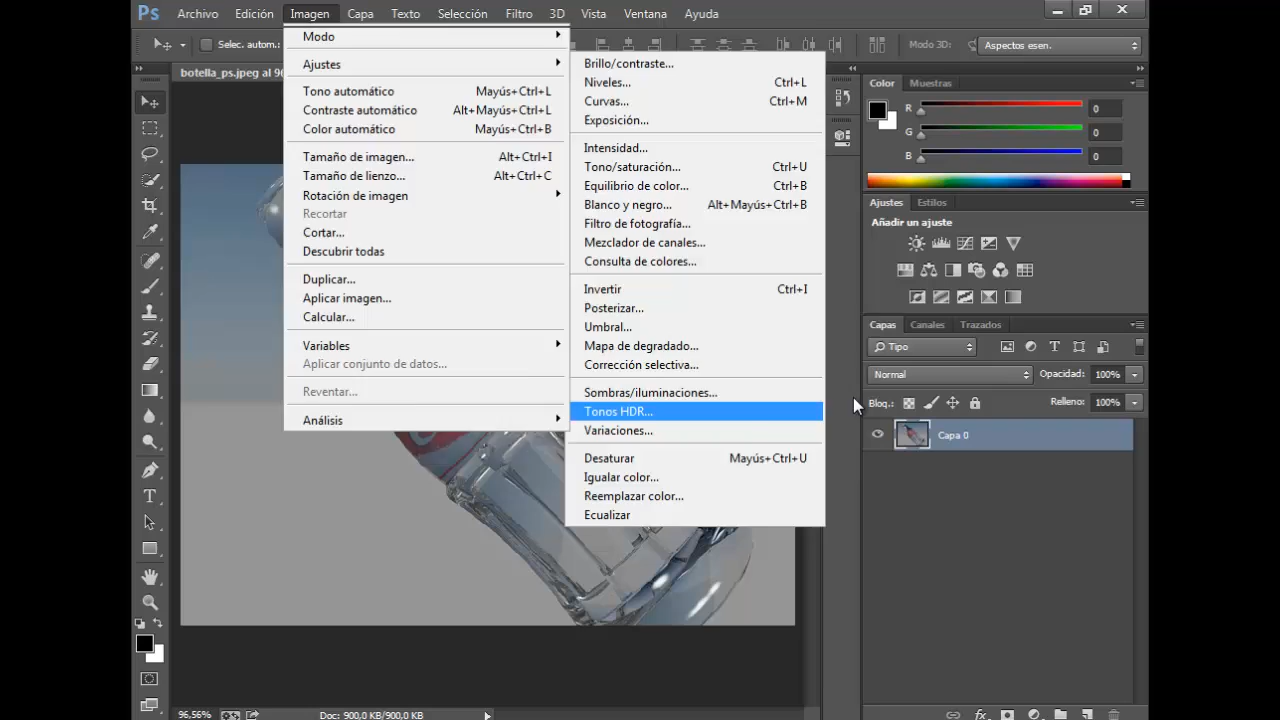 Ps Archivo Edición Imagen Capa Texto Selección Filtro 3D Vista Ventana Ayuda
Selec. autom.:
Modo 3D:
Aspectos esen.
botella_ps.jpeg al
Modo
Ajustes
Tono automático Mayús+Ctrl+L
Contraste automático Alt+Mayús+Ctrl+L
Color automático Mayús+Ctrl+B
Tamaño de imagen... Alt+Ctrl+I
Tamaño de lienzo... Alt+Ctrl+C
Rotación de imagen
Recortar
Cortar...
Descubrir todas
Duplicar...
Aplicar imagen...
Calcular...
Variables
Aplicar conjunto de datos...
Reventar...
Análisis
Brillo/contraste...
Niveles... Ctrl+L
Curvas... Ctrl+M
Exposición...
Intensidad...
Tono/saturación... Ctrl+U
Equilibrio de color... Ctrl+B
Blanco y negro... Alt+Mayús+Ctrl+B
Filtro de fotografía...
Mezclador de canales...
Consulta de colores...
Invertir Ctrl+I
Posterizar...
Umbral...
Mapa de degradado...
Corrección selectiva...
Sombras/iluminaciones...
Tonos HDR...
Variaciones...
Desaturar Mayús+Ctrl+U
Igualar color...
Reemplazar color...
Ecualizar
Color Muestras
R 0
G 0
B 0
Ajustes Estilos
Añadir un ajuste
Capas Canales Trazados
Tipo
Normal Opacidad: 100%
Bloq.: Relleno: 100%
Capa 0
96,56% Doc: 900,0 KB/900,0 KB